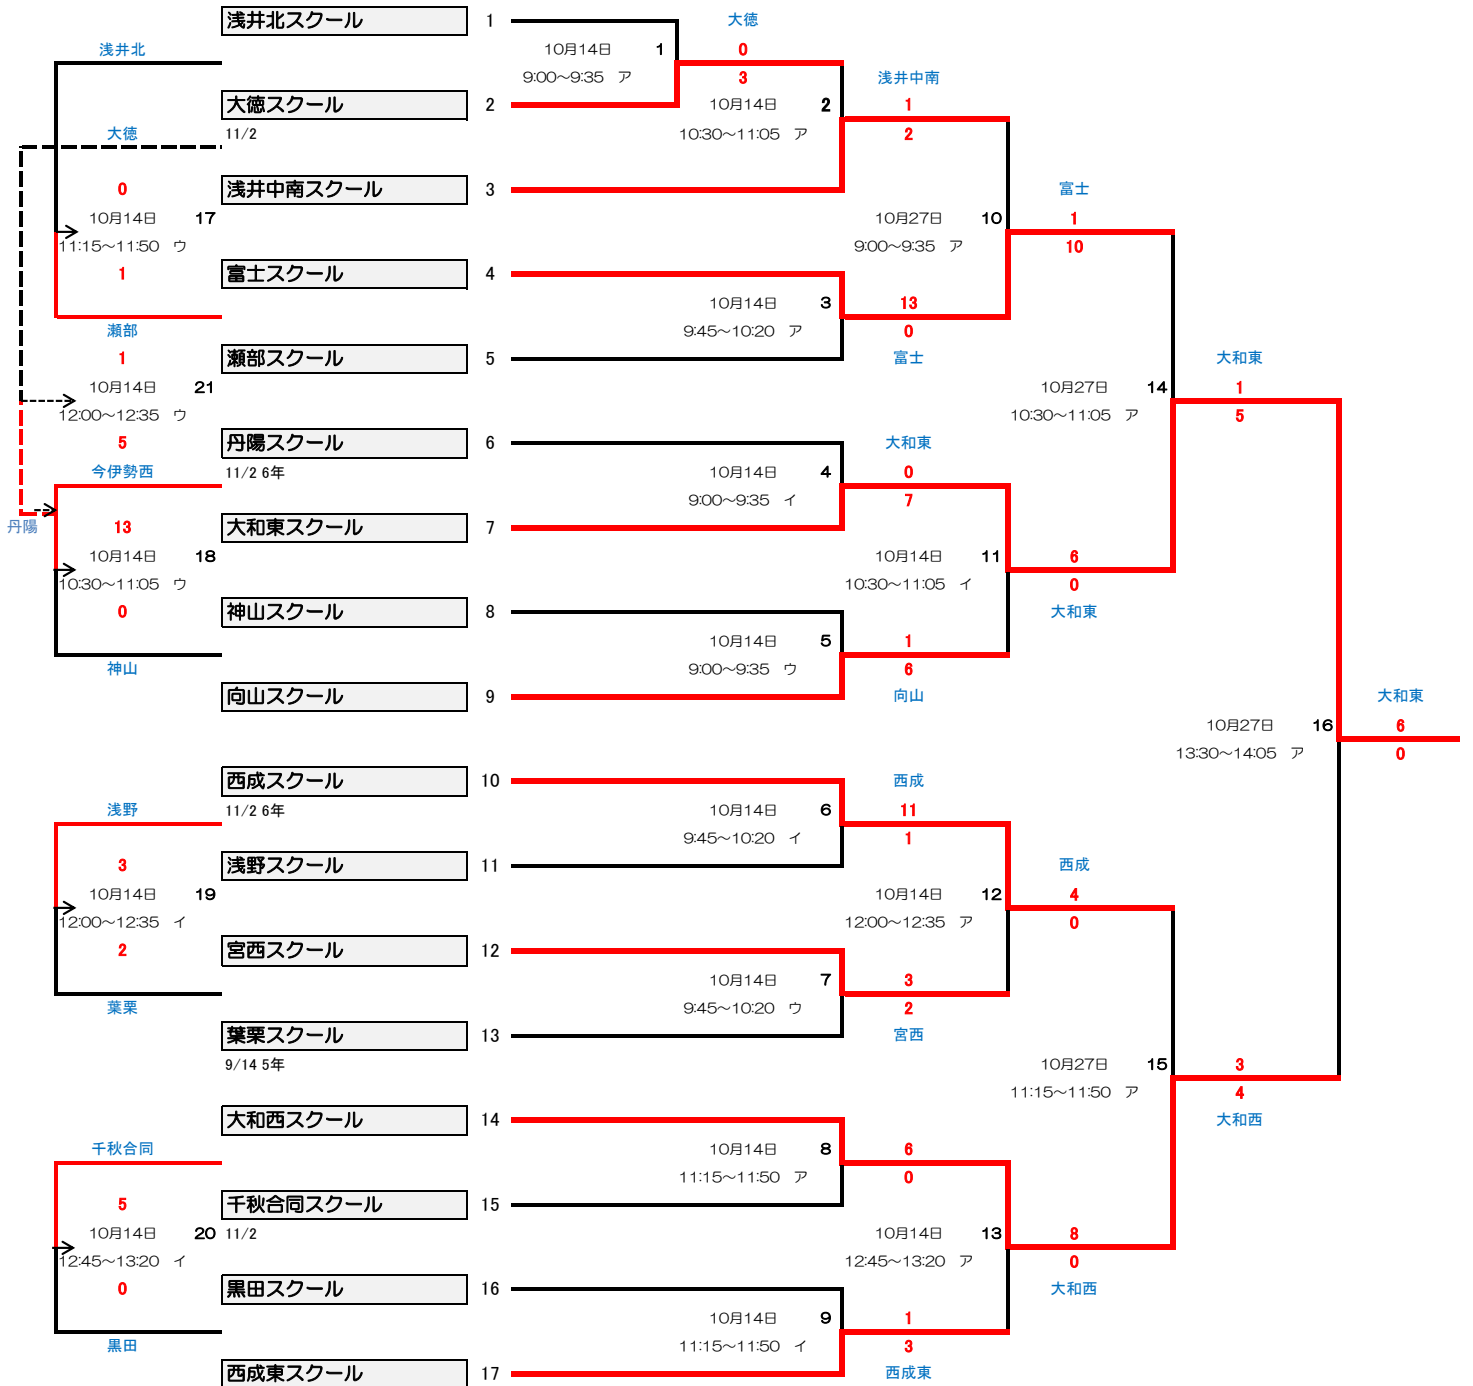 浅井北スクール 1 大徳
浅井北 10月14日 1 0
9:00～9:35 ア 3 浅井中南
大徳スクール 2 10月14日 2 1
大徳 11/2 10:30～11:05 ア 2
0 浅井中南スクール 3 富士
10月14日 17 10月27日 10 1
11:15～11:50 ウ 9:00～9:35 ア 10
1 富士スクール 4
10月14日 3 13
瀬部 9:45～10:20 ア 0
1 瀬部スクール 5 富士 大和東
10月14日 21 10月27日 14 1
12:00～12:35 ウ 10:30～11:05 ア 5
5 丹陽スクール 6 大和東
今伊勢西 11/2 6年 10月14日 4 0
9:00～9:35 イ 7
丹陽 13 大和東スクール 7
10月14日 18 10月14日 11 6
10:30～11:05 ウ 10:30～11:05 イ 0
0 神山スクール 8 大和東
10月14日 5 1
神山 9:00～9:35 ウ 6
向山スクール 9 向山 大和東
10月27日 16 6
13:30～14:05 ア 0
西成スクール 10 西成
浅野 11/2 6年 10月14日 6 11
9:45～10:20 イ 1
3 浅野スクール 11 西成
10月14日 19 10月14日 12 4
12:00～12:35 イ 12:00～12:35 ア 0
2 宮西スクール 12
10月14日 7 3
葉栗 9:45～10:20 ウ 2
葉栗スクール 13 宮西
9/14 5年 10月27日 15 3
11:15～11:50 ア 4
大和西スクール 14 大和西
千秋合同 10月14日 8 6
11:15～11:50 ア 0
5 千秋合同スクール 15
10月14日 20 11/2 10月14日 13 8
12:45～13:20 イ 12:45～13:20 ア 0
0 黒田スクール 16 大和西
10月14日 9 1
黒田 11:15～11:50 イ 3
西成東スクール 17 西成東